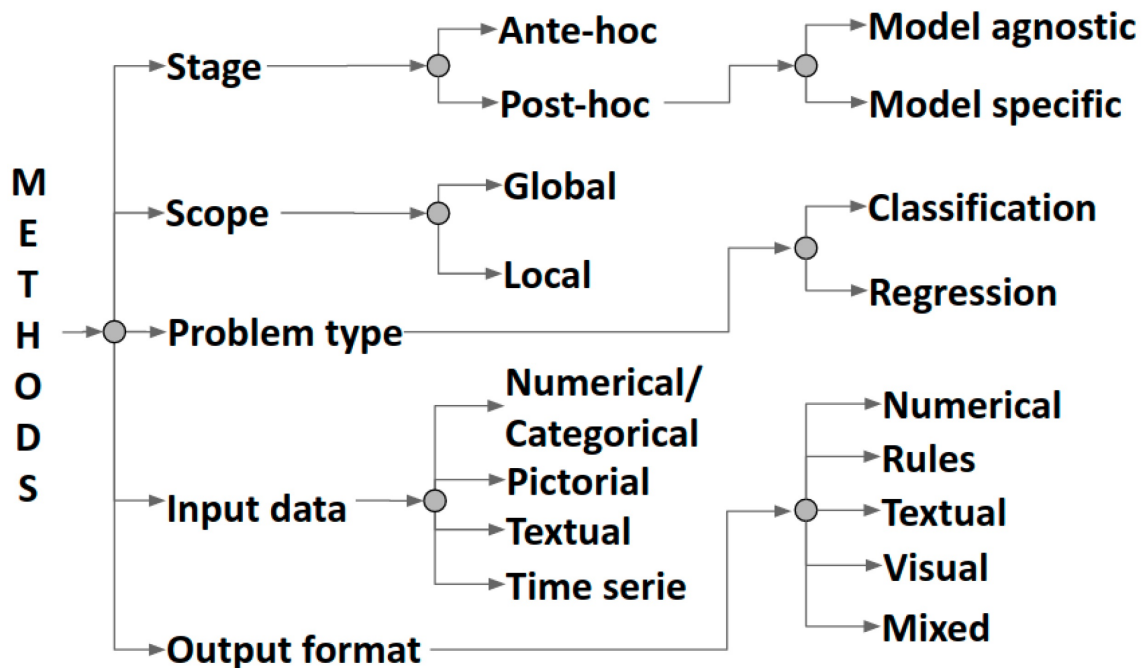 METHODS
Stage
Ante-hoc
Post-hoc
Model agnostic
Model specific
Scope
Global
Local
Problem type
Classification
Regression
Input data
Numerical/
Categorical
Pictorial
Textual
Time serie
Output format
Numerical
Rules
Textual
Visual
Mixed